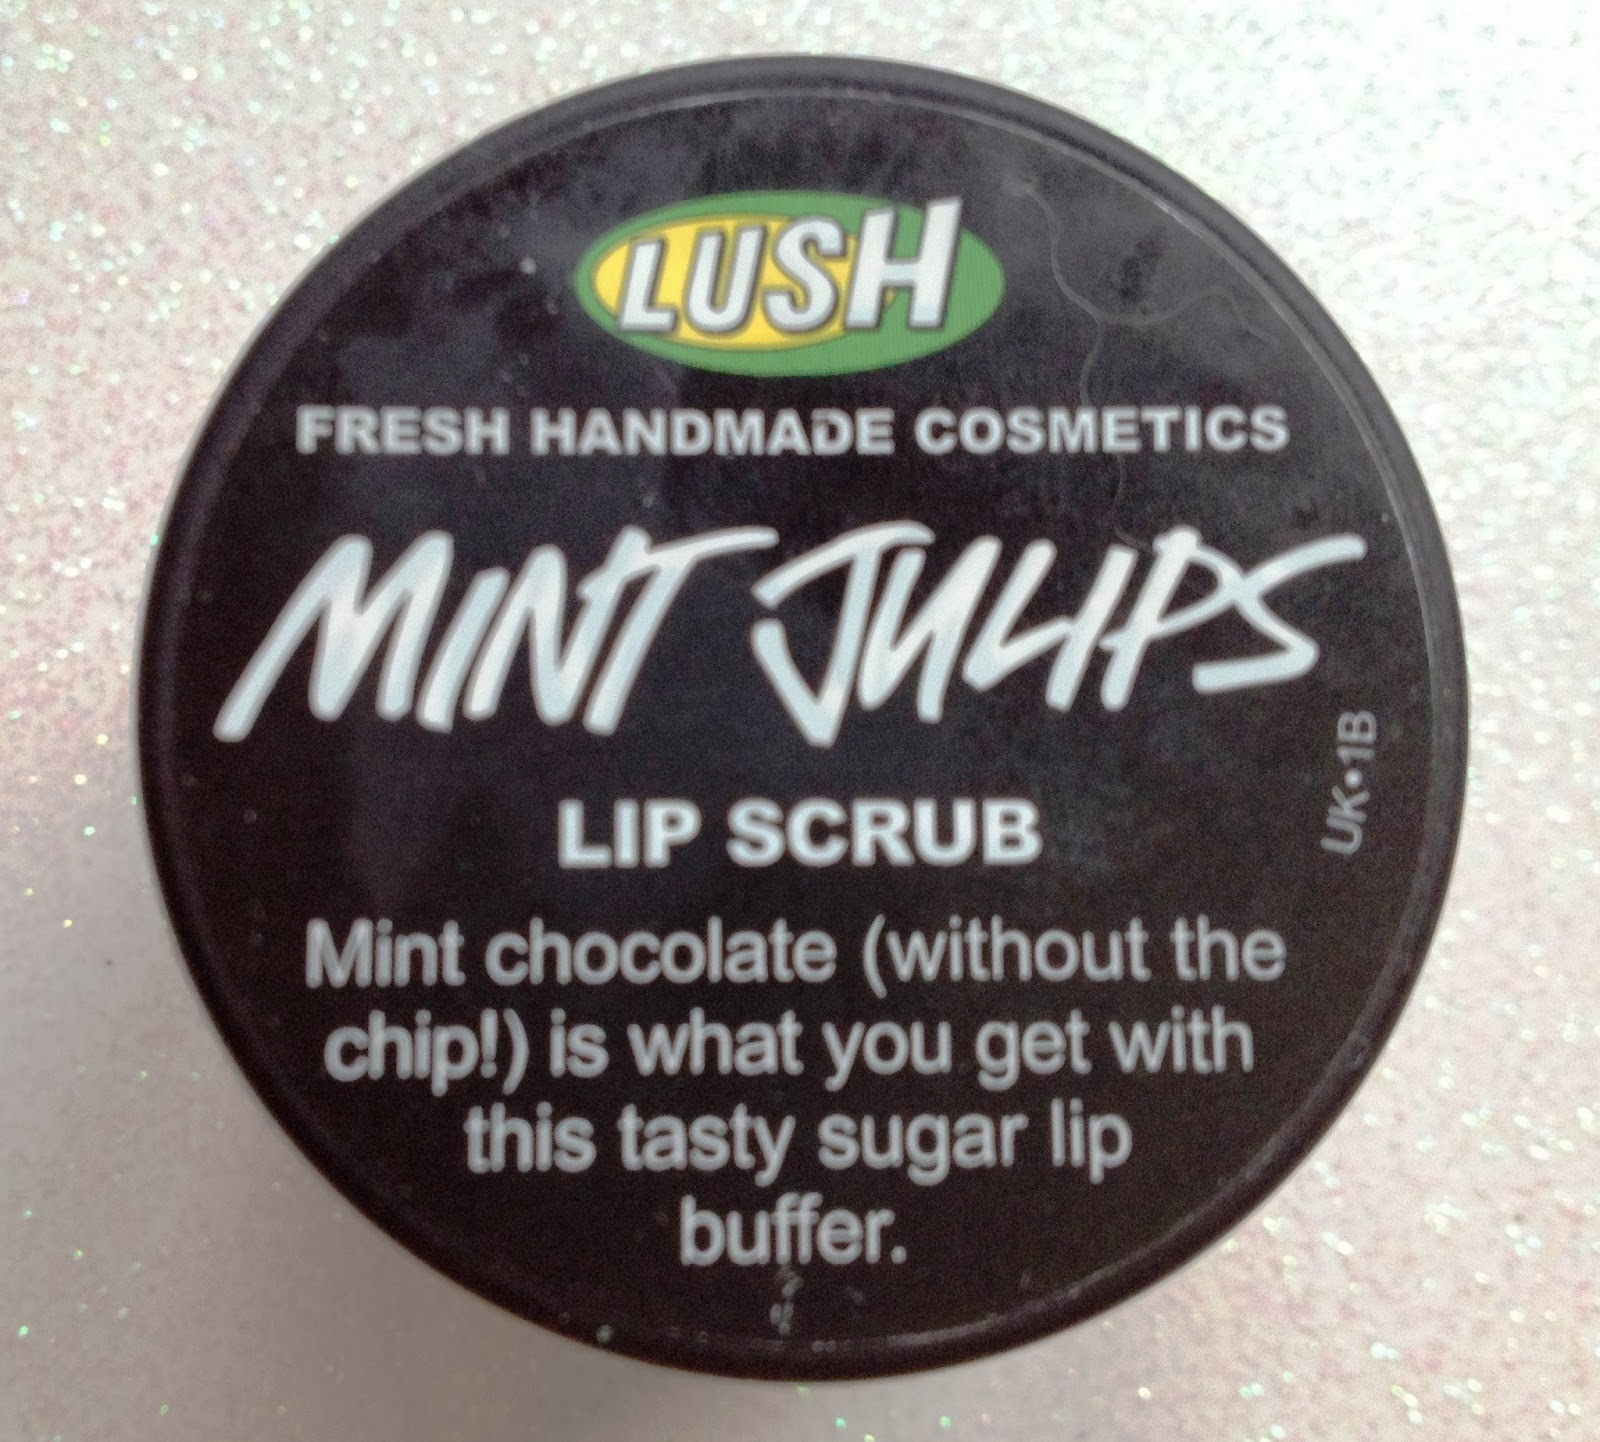 LUSH
FRESH HANDMADE COSMETICS
MINT JULIPS
UK•1B
LIP SCRUB
Mint chocolate (without the
chip!) is what you get with
this tasty sugar lip
buffer.